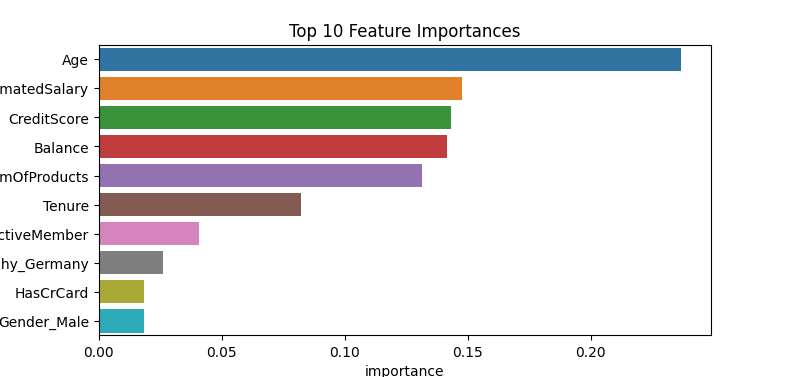 Top 10 Feature Importances
Age
matedSalary
CreditScore
Balance
mOfProducts
Tenure
ctiveMember
hy_Germany
HasCrCard
Gender_Male
0.00 0.05 0.10 0.15 0.20
importance